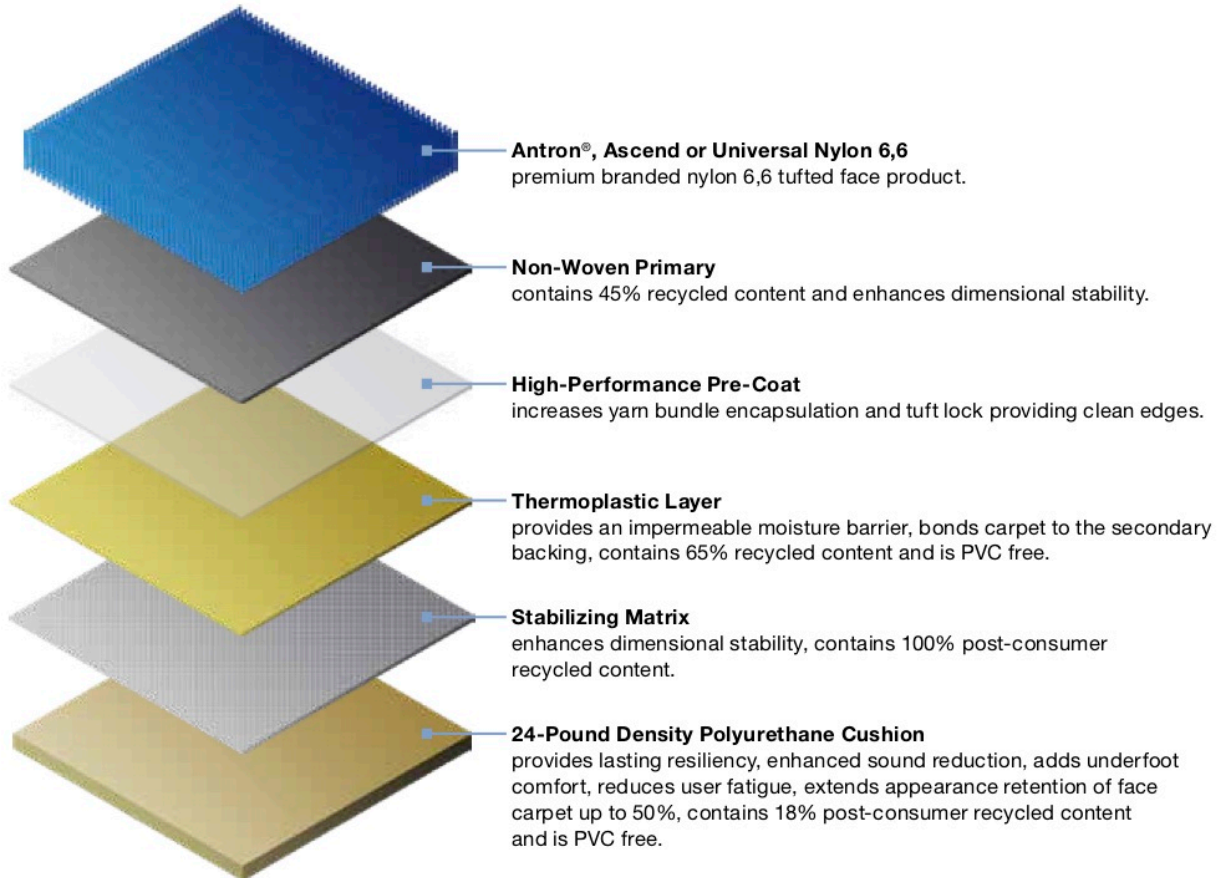 Antron®, Ascend or Universal Nylon 6,6
premium branded nylon 6,6 tufted face product.
Non-Woven Primary
contains 45% recycled content and enhances dimensional stability.
High-Performance Pre-Coat
increases yarn bundle encapsulation and tuft lock providing clean edges.
Thermoplastic Layer
provides an impermeable moisture barrier, bonds carpet to the secondary
backing, contains 65% recycled content and is PVC free.
Stabilizing Matrix
enhances dimensional stability, contains 100% post-consumer
recycled content.
24-Pound Density Polyurethane Cushion
provides lasting resiliency, enhanced sound reduction, adds underfoot
comfort, reduces user fatigue, extends appearance retention of face
carpet up to 50%, contains 18% post-consumer recycled content
and is PVC free.